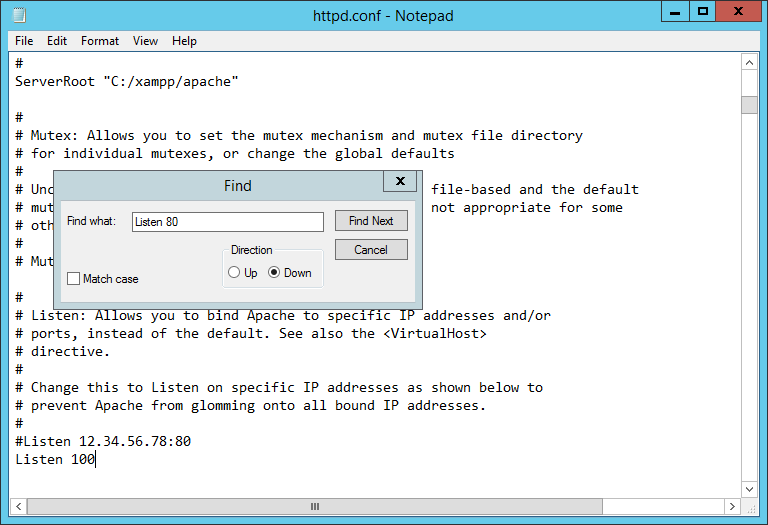 httpd.conf - Notepad
File Edit Format View Help
#
ServerRoot "C:/xampp/apache"
#
# Mutex: Allows you to set the mutex mechanism and mutex file directory
# for individual mutexes, or change the global defaults
#
# Unc file-based and the default
# mut not appropriate for some
# oth
#
# Mut
Find
Find what: Listen 80 Find Next
Cancel
Direction
Up Down
Match case
#
# Listen: Allows you to bind Apache to specific IP addresses and/or
# ports, instead of the default. See also the <VirtualHost>
# directive.
#
# Change this to Listen on specific IP addresses as shown below to
# prevent Apache from glomming onto all bound IP addresses.
#
#Listen 12.34.56.78:80
Listen 100